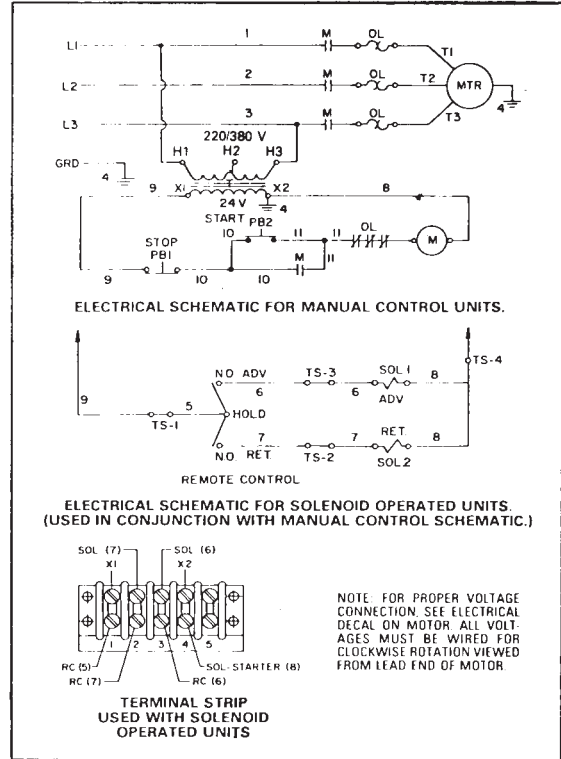 1 M OL
L1 T1
2 M OL T2 MTR
L2
3 M OL T3 4
L3
220/380 V
H1 H2 H3
GRD
4
9 X1 X2 8
24V 4
START
PB2
10 11 11 OL M
STOP
PB1
M 11
9 10 10
ELECTRICAL SCHEMATIC FOR MANUAL CONTROL UNITS.
TS-4
N.O. ADV TS-3 SOL 1 8
6 6 ADV
9
5 HOLD
TS-1
7 7 RET. 8
N.O. RET. TS-2 SOL 2
REMOTE CONTROL
ELECTRICAL SCHEMATIC FOR SOLENOID OPERATED UNITS.
(USED IN CONJUNCTION WITH MANUAL CONTROL SCHEMATIC.)
SOL (7) SOL (6)
X1 X2
1 2 3 4 5
RC (5) SOL-STARTER (8)
RC (7) RC (6)
TERMINAL STRIP
USED WITH SOLENOID
OPERATED UNITS
NOTE: FOR PROPER VOLTAGE
CONNECTION, SEE ELECTRICAL
DECAL ON MOTOR. ALL VOLT-
AGES MUST BE WIRED FOR
CLOCKWISE ROTATION VIEWED
FROM LEAD END OF MOTOR.